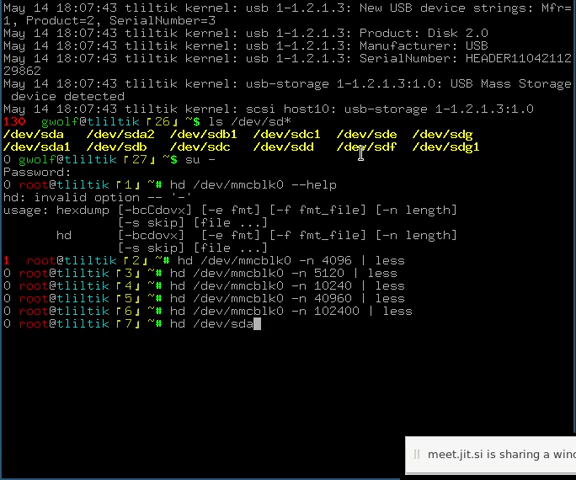 May 14 18:07:43 tliltik kernel: usb 1-1.2.1.3: New USB device strings: Mfr=
1, Product=2, SerialNumber=3
May 14 18:07:43 tliltik kernel: usb 1-1.2.1.3: Product: Disk 2.0
May 14 18:07:43 tliltik kernel: usb 1-1.2.1.3: Manufacturer: USB
May 14 18:07:43 tliltik kernel: usb 1-1.2.1.3: SerialNumber: HEADER11042112
29862
May 14 18:07:43 tliltik kernel: usb-storage 1-1.2.1.3:1.0: USB Mass Storage
 device detected
May 14 18:07:43 tliltik kernel: scsi host10: usb-storage 1-1.2.1.3:1.0
130 gwolf@tliltik「26」~$ ls /dev/sd*
/dev/sda /dev/sda2 /dev/sdb1 /dev/sdc1 /dev/sde /dev/sdg
/dev/sda1 /dev/sdb /dev/sdc /dev/sdd /dev/sdf /dev/sdg1
0 gwolf@tliltik「27」~$ su -
Password:
0 root@tliltik「1」~# hd /dev/mmcblk0 --help
hd: invalid option -- '-'
usage: hexdump [-bcCdovx] [-e fmt] [-f fmt_file] [-n length]
[-s skip] [file ...]
hd [-bcdovx] [-e fmt] [-f fmt_file] [-n length]
[-s skip] [file ...]
1 root@tliltik「2」~# hd /dev/mmcblk0 -n 4096 | less
0 root@tliltik「3」~# hd /dev/mmcblk0 -n 5120 | less
0 root@tliltik「4」~# hd /dev/mmcblk0 -n 10240 | less
0 root@tliltik「5」~# hd /dev/mmcblk0 -n 40960 | less
0 root@tliltik「6」~# hd /dev/mmcblk0 -n 102400 | less
0 root@tliltik「7」~# hd /dev/sda
meet.jit.si is sharing a wind